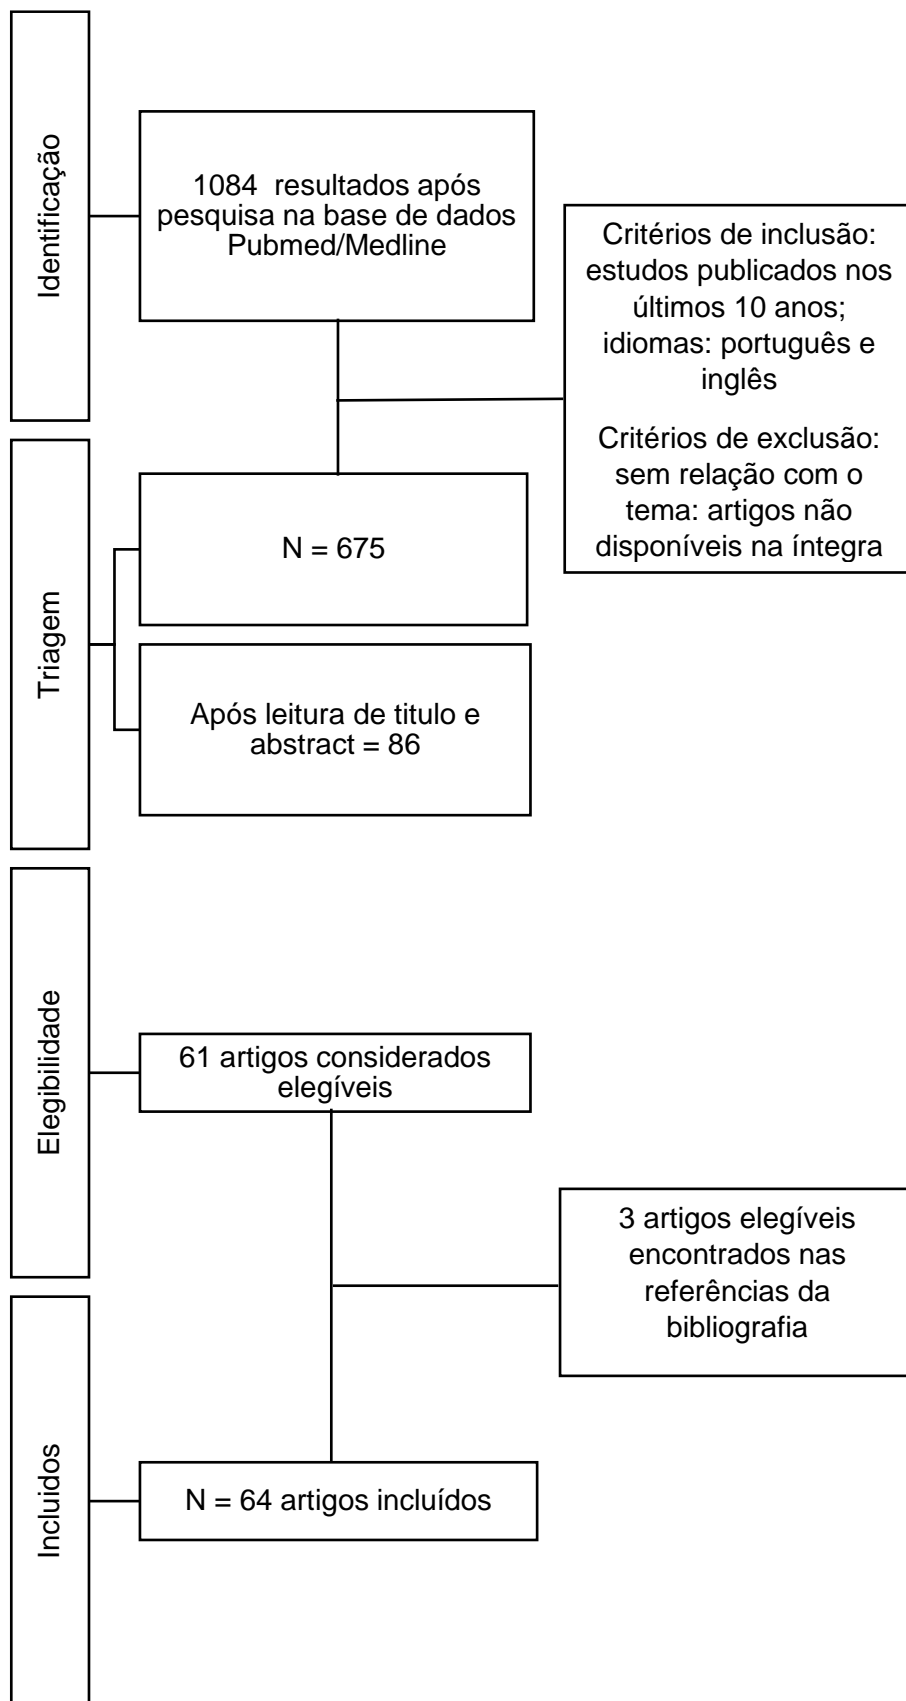 Identificação
1084 resultados após
pesquisa na base de dados
Pubmed/Medline
Critérios de inclusão:
estudos publicados nos
últimos 10 anos;
idiomas: português e
inglês
Critérios de exclusão:
sem relação com o
tema: artigos não
disponíveis na íntegra
Triagem
N = 675
Após leitura de titulo e
abstract = 86
Elegibilidade
61 artigos considerados
elegíveis
3 artigos elegíveis
encontrados nas
referências da
bibliografia
Incluidos
N = 64 artigos incluídos